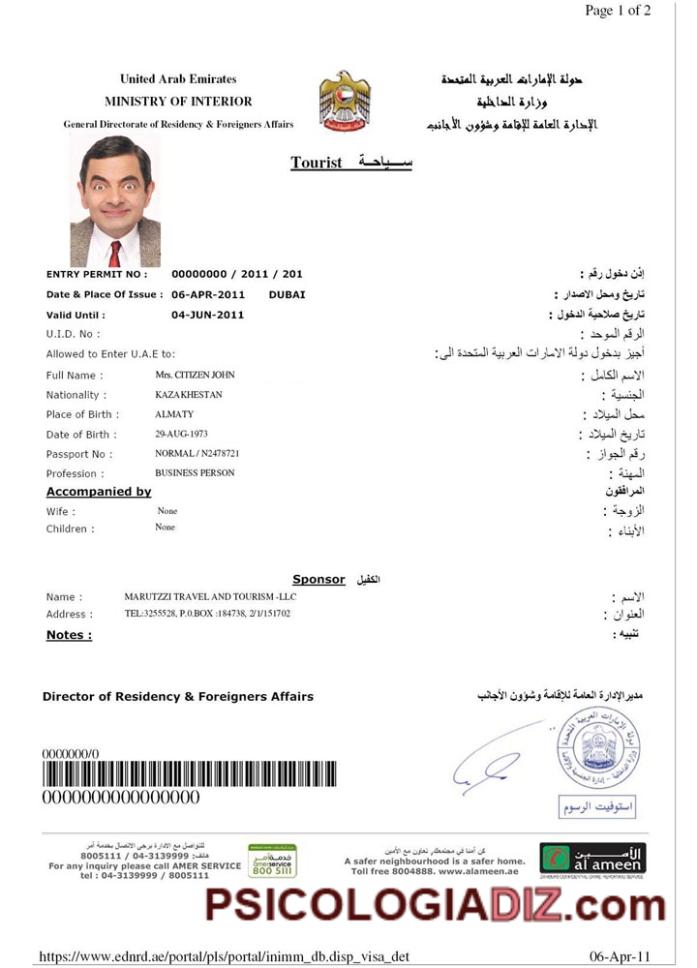 Page 1 of 2
United Arab Emirates
دولة الإمارات العربية المتحدة
MINISTRY OF INTERIOR
وزارة الداخلية
General Directorate of Residency & Foreigners Affairs
الإدارة العامة للإقامة وشؤون الأجانب
Tourist سياحة
ENTRY PERMIT NO : 00000000 / 2011 / 201 إذن دخول رقم :
Date & Place Of Issue : 06-APR-2011 DUBAI تاريخ ومحل الاصدار :
Valid Until : 04-JUN-2011 تاريخ صلاحية الدخول :
U.I.D. No : الرقم الموحد :
Allowed to Enter U.A.E to: أجيز بدخول دولة الامارات العربية المتحدة الى:
Full Name : Mrs. CITIZEN JOHN الاسم الكامل :
Nationality : KAZAKHESTAN الجنسية :
Place of Birth : ALMATY محل الميلاد :
Date of Birth : 29-AUG-1973 تاريخ الميلاد :
Passport No : NORMAL / N2478721 رقم الجواز :
Profession : BUSINESS PERSON المهنة :
Accompanied by المرافقون
Wife : None الزوجة :
Children : None الأبناء :
Sponsor الكفيل
Name : MARUTZZI TRAVEL AND TOURISM -LLC الاسم :
Address : TEL:3255528, P.0.BOX :184738, 2/1/151702 العنوان :
Notes : تنبيه :
Director of Residency & Foreigners Affairs مديرالإدارة العامة للإقامة وشؤون الأجانب
دولة الإمارات العربية المتحدة
0000000/0
0000000000000000
استوفيت الرسوم
للتواصل مع الادارة يرجى الاتصال بخدمة آمر
هاتف: 04-3139999 / 8005111
For any inquiry please call AMER SERVICE
tel : 04-3139999 / 8005111
خدمة آمر
amerservice
800 5111
كن آمنا في مجتمعك تعاون مع الأمين
A safer neighbourhood is a safer home.
Toll free 8004888. www.alameen.ae
الأمين
al ameen
PSICOLOGIADIZ.com
https://www.ednrd.ae/portal/pls/portal/inimm_db.disp_visa_det 06-Apr-11